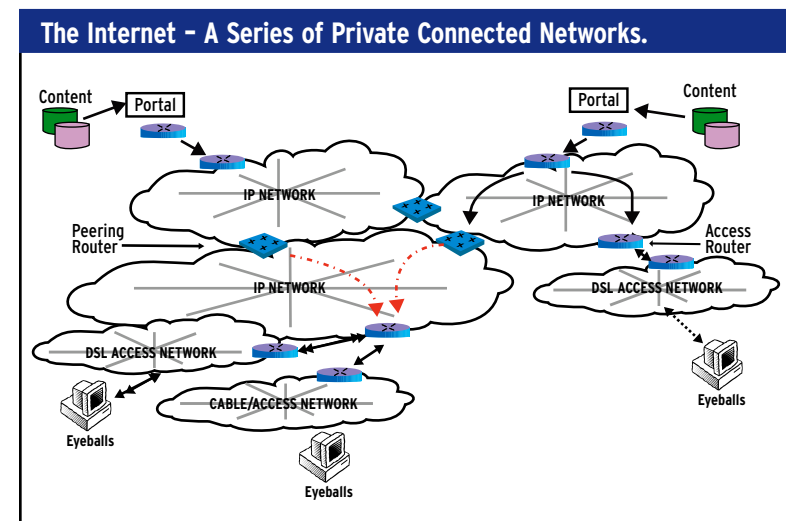 The Internet – A Series of Private Connected Networks.
Content
Portal
Portal
Content
IP NETWORK
IP NETWORK
Peering
Router
Access
Router
IP NETWORK
DSL ACCESS NETWORK
DSL ACCESS NETWORK
CABLE/ACCESS NETWORK
Eyeballs
Eyeballs
Eyeballs